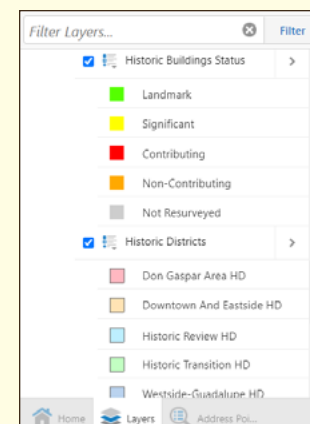 Filter Layers...
Filter
Historic Buildings Status
Landmark
Significant
Contributing
Non-Contributing
Not Resurveyed
Historic Districts
Don Gaspar Area HD
Downtown And Eastside HD
Historic Review HD
Historic Transition HD
Westside-Guadalupe HD
Home
Layers
Address Poi...